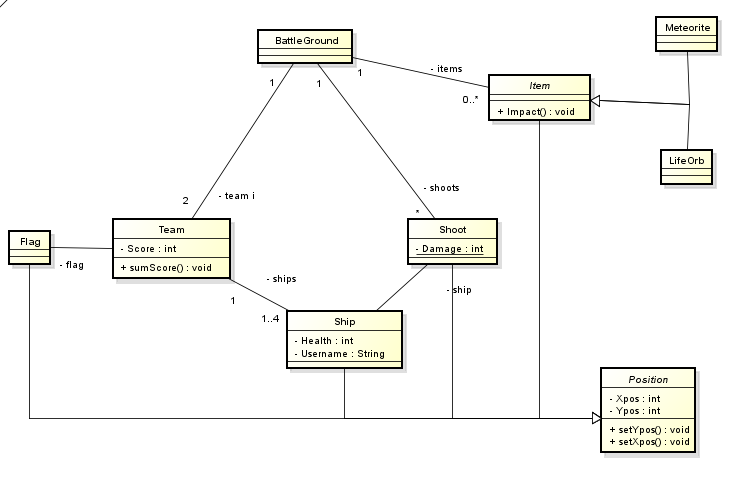 Meteorite
BattleGround
1
1
1
- items
Item
0..*
+ Impact() : void
LifeOrb
- shoots
2
- team i
*
Team
Shoot
Flag
- Score : int
- Damage : int
- flag
+ sumScore() : void
- ships
- ship
1
1..4
Ship
- Health : int
- Username : String
Position
- Xpos : int
- Ypos : int
+ setYpos() : void
+ setXpos() : void